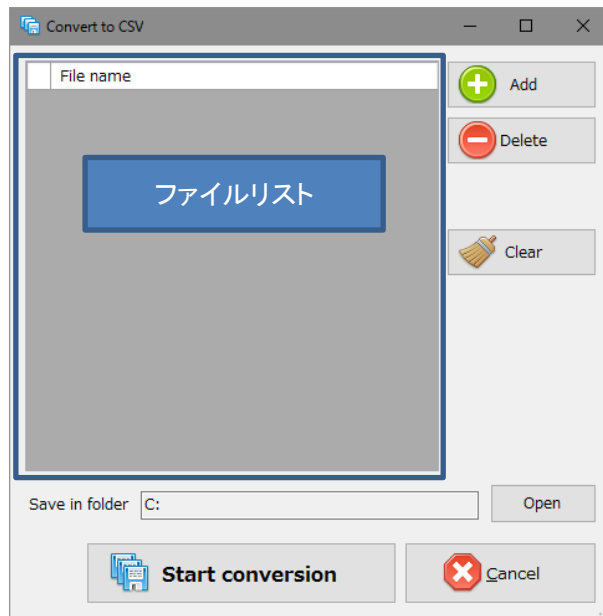 Convert to CSV
File name
Add
Delete
ファイルリスト
Clear
Save in folder C:
Open
Start conversion
Cancel